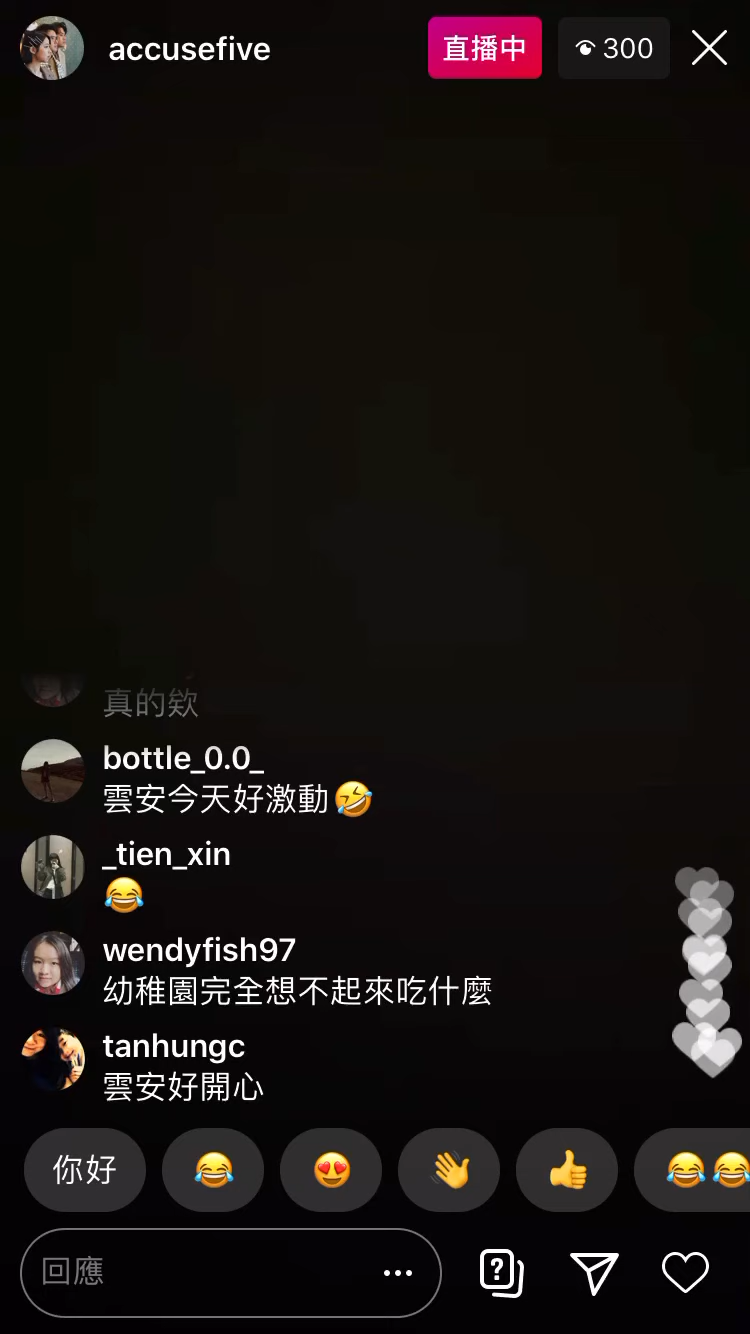 accusefive
直播中
300
真的欸
bottle_0.0_
雲安今天好激動🤣
_tien_xin
😂
wendyfish97
幼稚園完全想不起來吃什麼
tanhungc
雲安好開心
你好
😂
😍
👋
👍
😂😂
回應